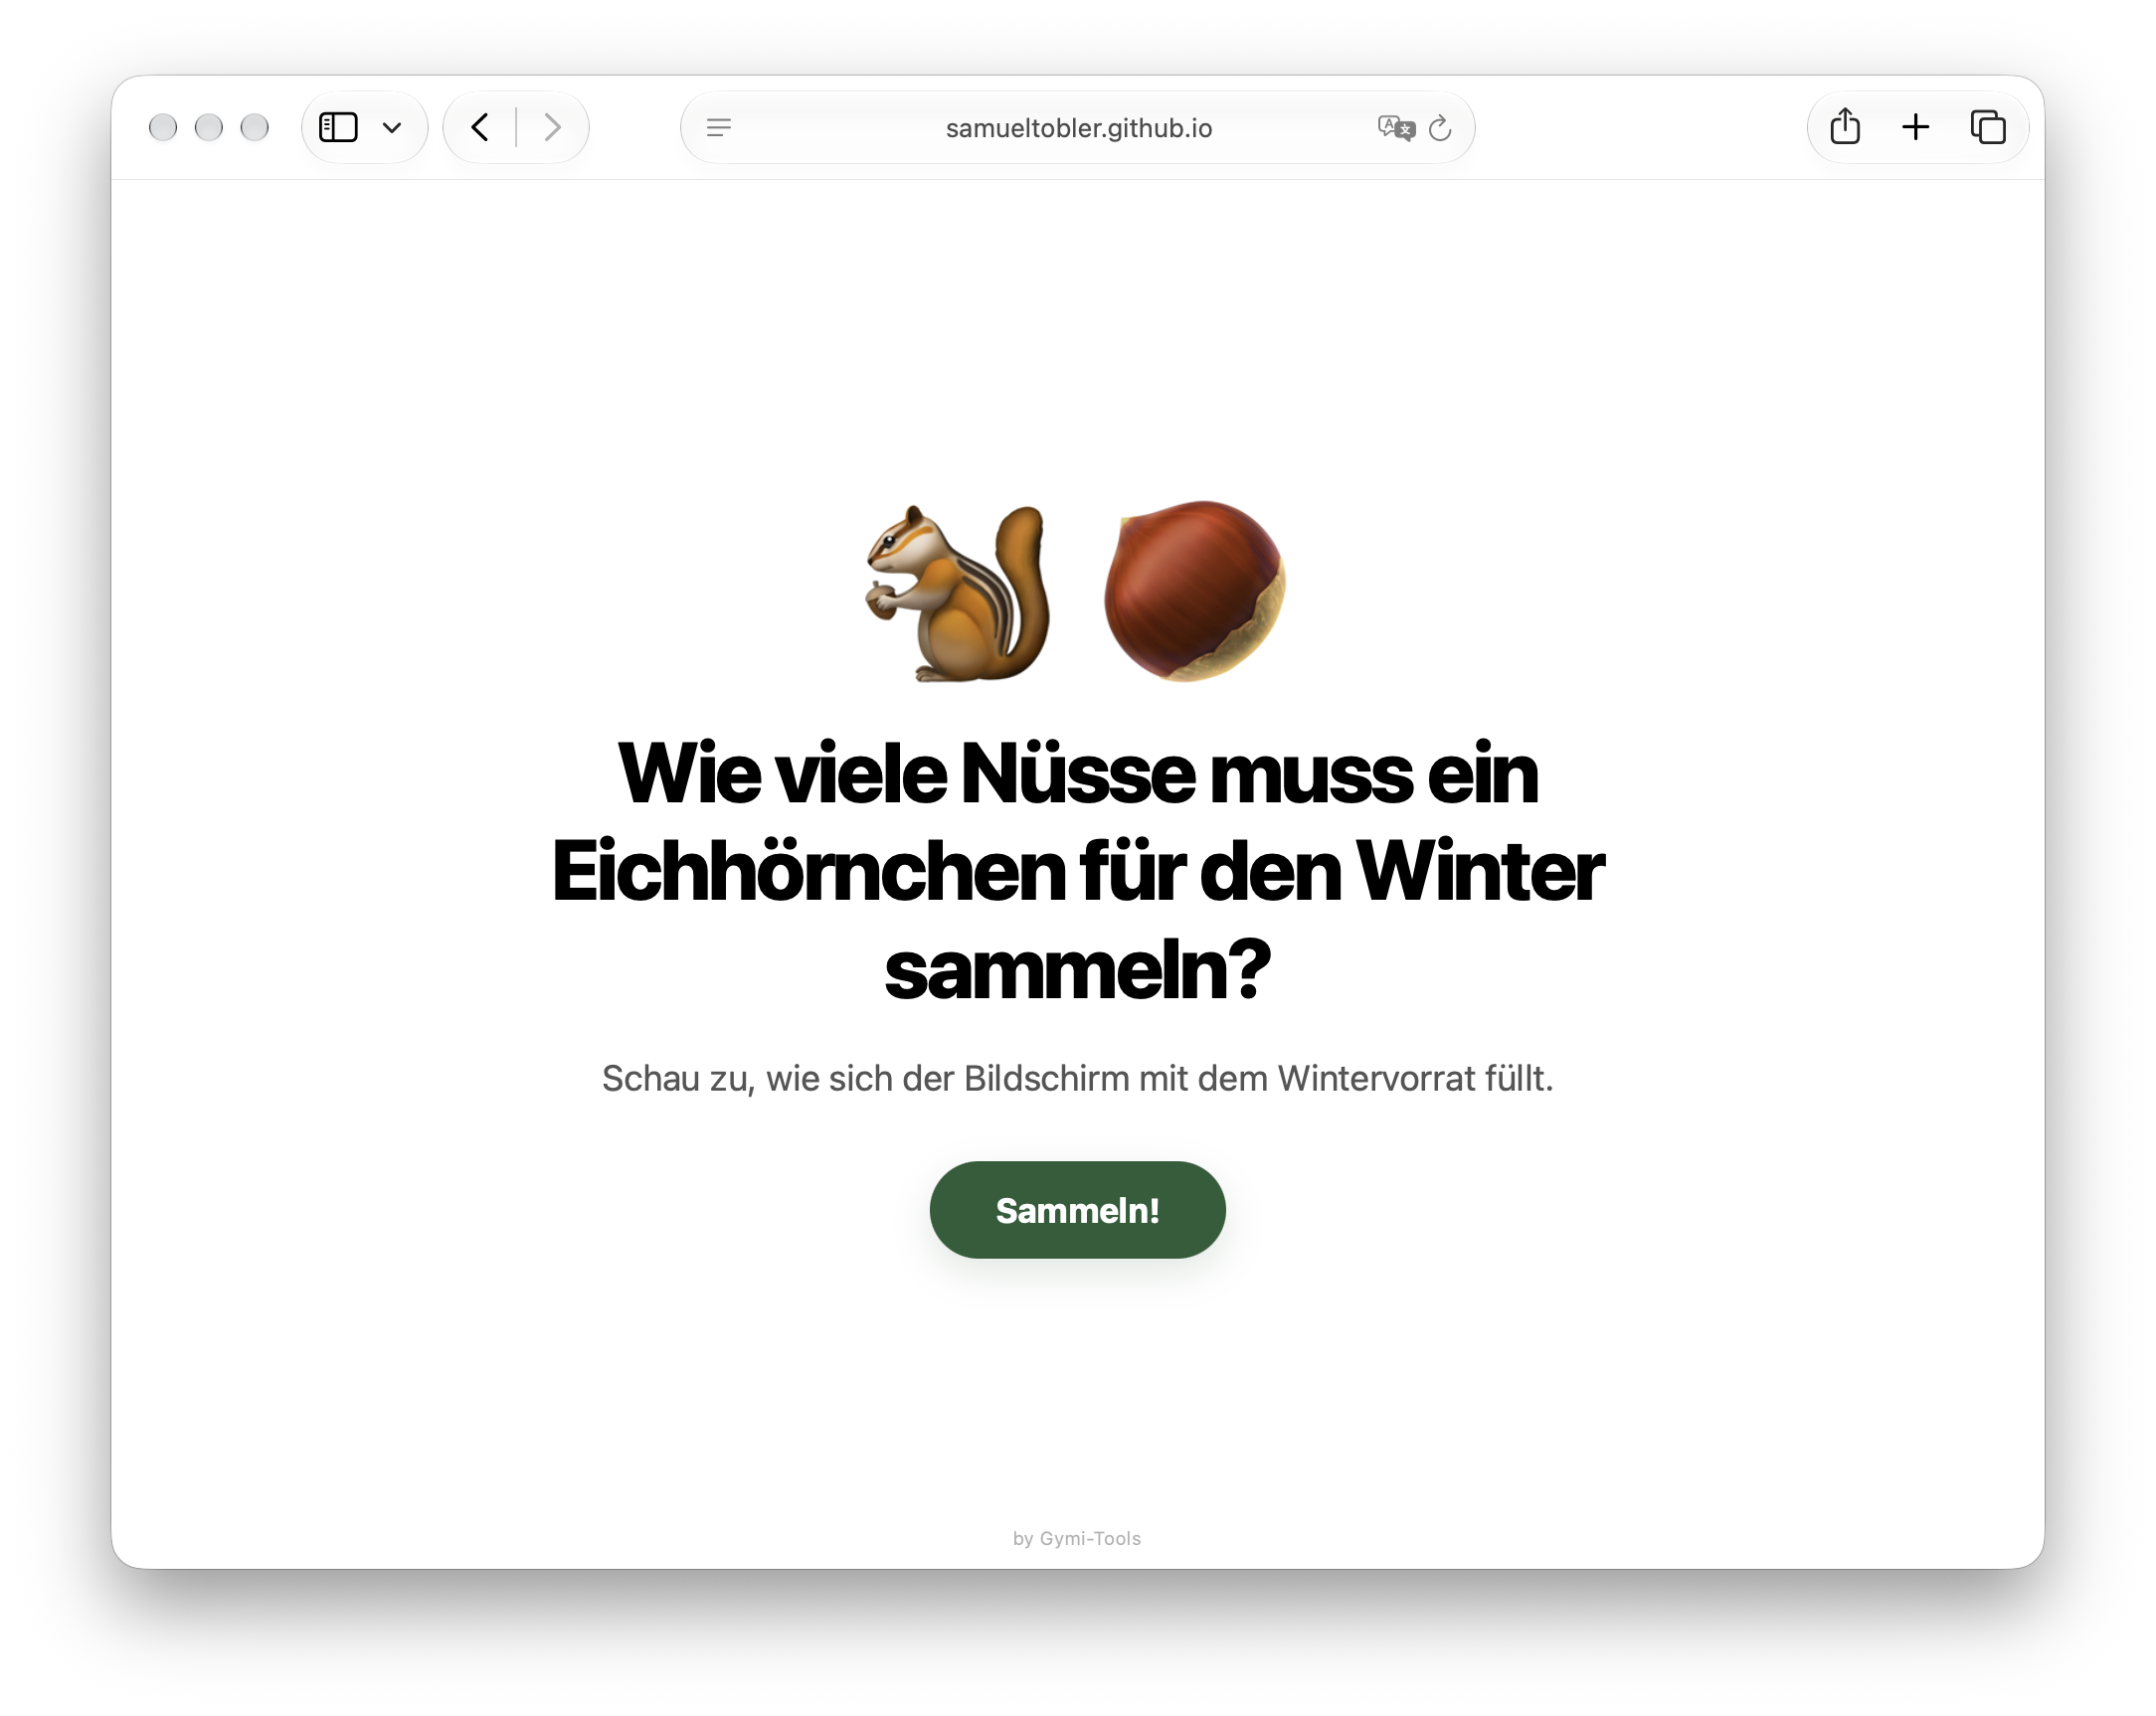 samueltobler.github.io
Wie viele Nüsse muss ein
Eichhörnchen für den Winter
sammeln?
Schau zu, wie sich der Bildschirm mit dem Wintervorrat füllt.
Sammeln!
by Gymi-Tools